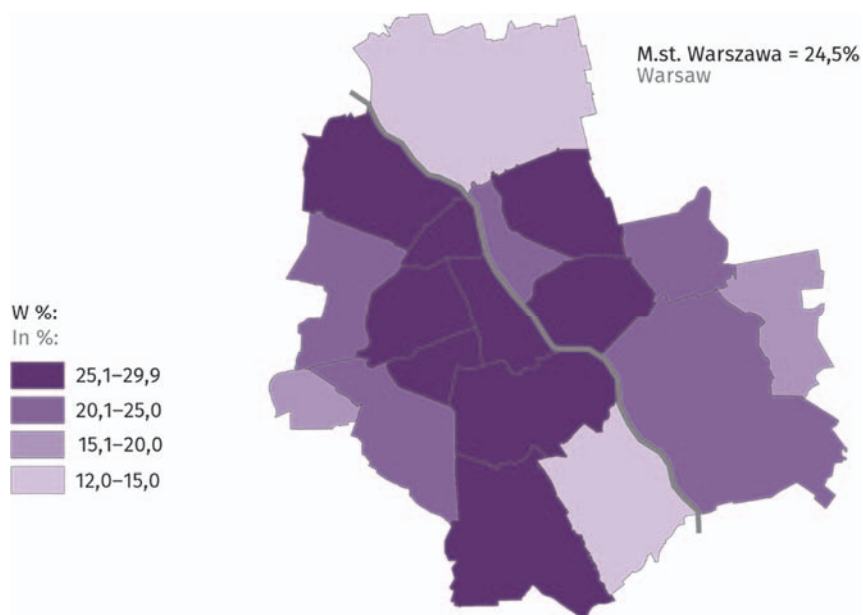 M.st. Warszawa = 24,5%
Warsaw
W %:
In %:
25,1–29,9
20,1–25,0
15,1–20,0
12,0–15,0